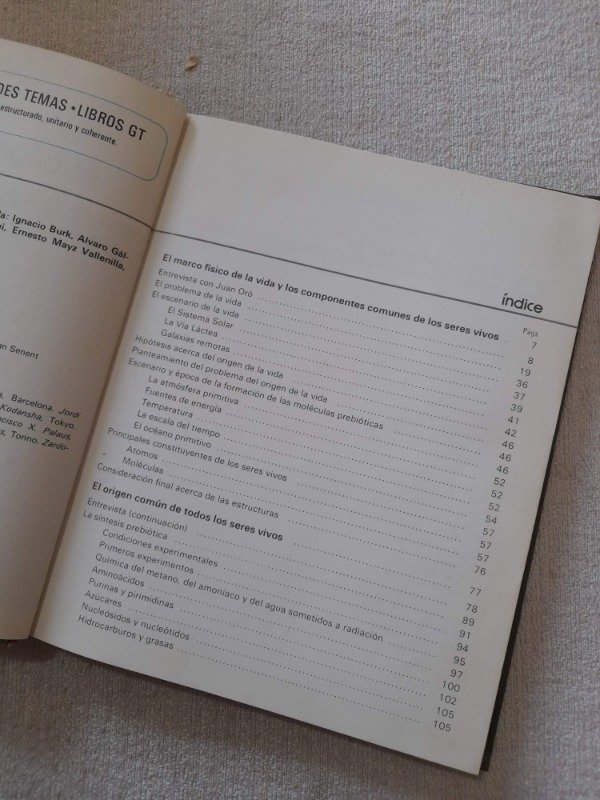 DES TEMAS • LIBROS GT
estructurado, unitario y coherente.
da: Ignacio Burk, Alvaro Gál-
Ernesto Mayz Vallenilla,
an Senent
Barcelona. Jordi
Kodansha, Tokyo.
ncisco X. Palaus,
ss, Torino. Zardo-
índice
Pags.
El marco físico de la vida y los componentes comunes de los seres vivos 7
Entrevista con Juan Oró 8
El problema de la vida 19
El escenario de la vida 36
El Sistema Solar 37
La Vía Láctea 39
Galaxias remotas 41
Hipótesis acerca del origen de la vida 42
Planteamiento del problema del origen de la vida 46
Escenario y época de la formación de las moléculas prebióticas 46
La atmósfera primitiva 46
Fuentes de energía 52
Temperatura 52
La escala del tiempo 52
El océano primitivo 54
Principales constituyentes de los seres vivos 57
Atomos 57
Moléculas 57
Consideración final acerca de las estructuras 76
El origen común de todos los seres vivos 77
Entrevista (continuación) 78
La síntesis prebiótica 89
Condiciones experimentales 91
Primeros experimentos 94
Química del metano, del amoníaco y del agua sometidos a radiación 95
Aminoácidos 97
Purinas y pirimidinas 100
Azúcares 102
Nucleósidos y nucleótidos 105
Hidrocarburos y grasas 105